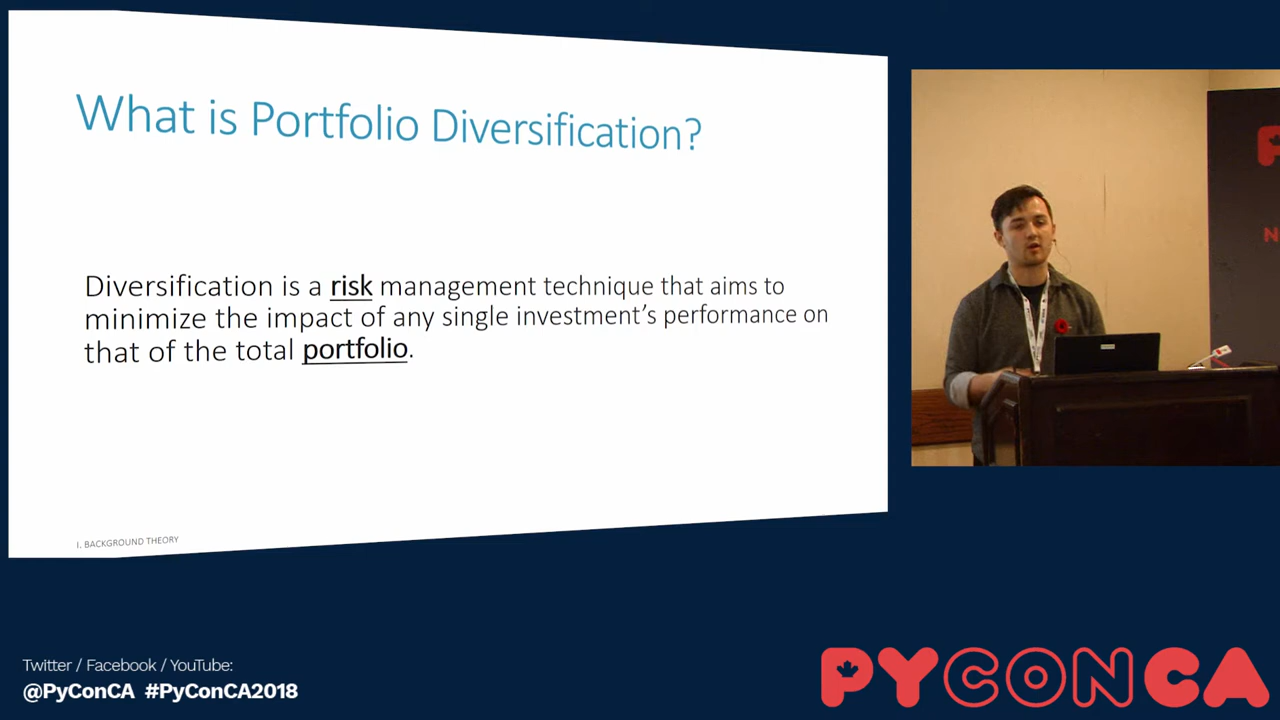 What is Portfolio Diversification?
Diversification is a risk management technique that aims to
minimize the impact of any single investment's performance on
that of the total portfolio.
I. BACKGROUND THEORY
Twitter / Facebook / YouTube:
@PyConCA #PyConCA2018
PYCONCA